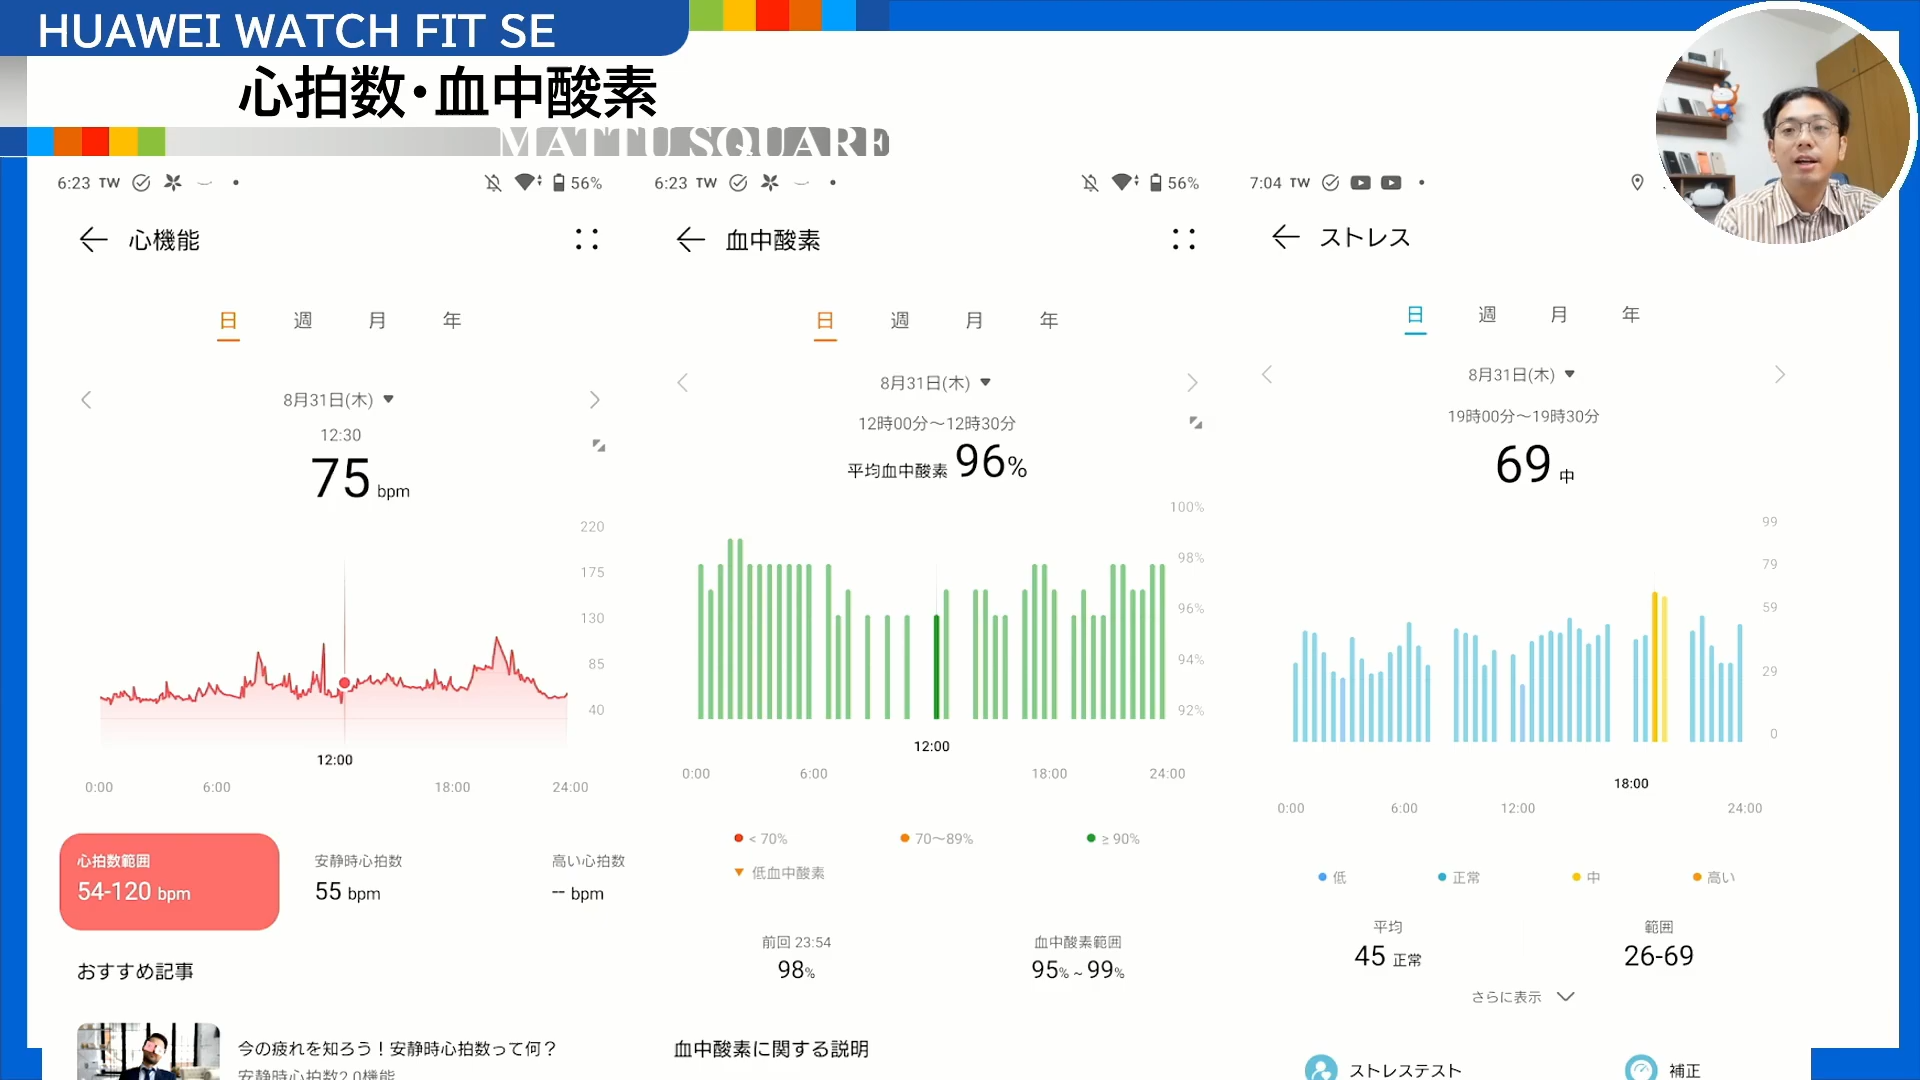 HUAWEI WATCH FIT SE
心拍数・血中酸素
MATTU SQUARE
6:23 TW 56%
心機能
日 週 月 年
8月31日(木)
12:30
75 bpm
220
175
130
85
40
12:00
0:00 6:00 18:00 24:00
心拍数範囲
54-120 bpm
安静時心拍数
55 bpm
高い心拍数
-- bpm
おすすめ記事
今の疲れを知ろう！安静時心拍数って何？
安静時心拍数2.0機能
6:23 TW 56%
血中酸素
日 週 月 年
8月31日(木)
12時00分～12時30分
平均血中酸素 96%
100%
98%
96%
94%
92%
12:00
0:00 6:00 18:00 24:00
< 70% 70～89% ≥ 90%
低血中酸素
前回 23:54
98%
血中酸素範囲
95% ~ 99%
血中酸素に関する説明
7:04 TW
ストレス
日 週 月 年
8月31日(木)
19時00分～19時30分
69 中
99
79
59
29
0
18:00
0:00 6:00 12:00 24:00
低 正常 中 高い
平均
45 正常
範囲
26-69
さらに表示
ストレステスト
補正